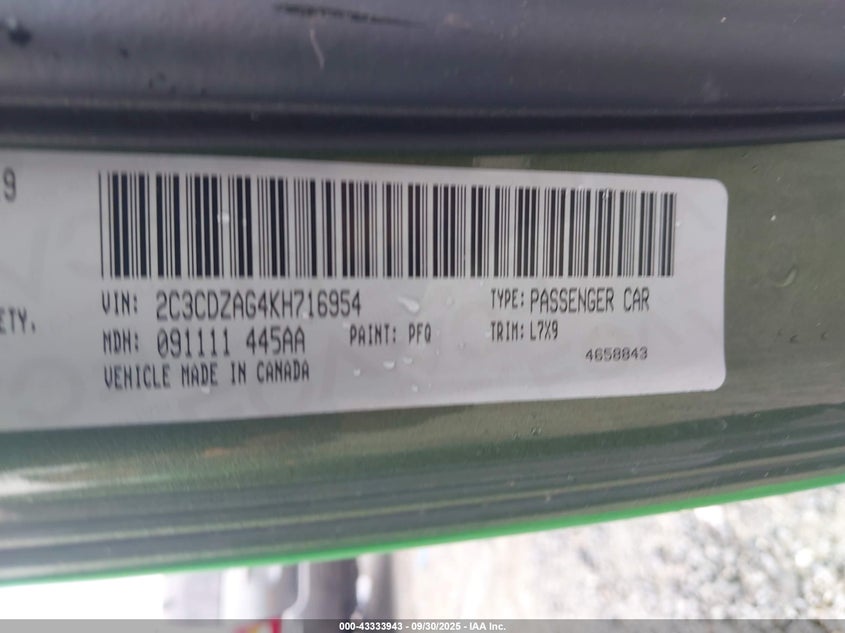 9
VIN: 2C3CDZAG4KH716954 TYPE: PASSENGER CAR
ETY.
MDH: 091111 445AA PAINT: PFQ TRIM: L7X9
4658843
VEHICLE MADE IN CANADA
000-43333943 - 09/30/2025 - IAA Inc.